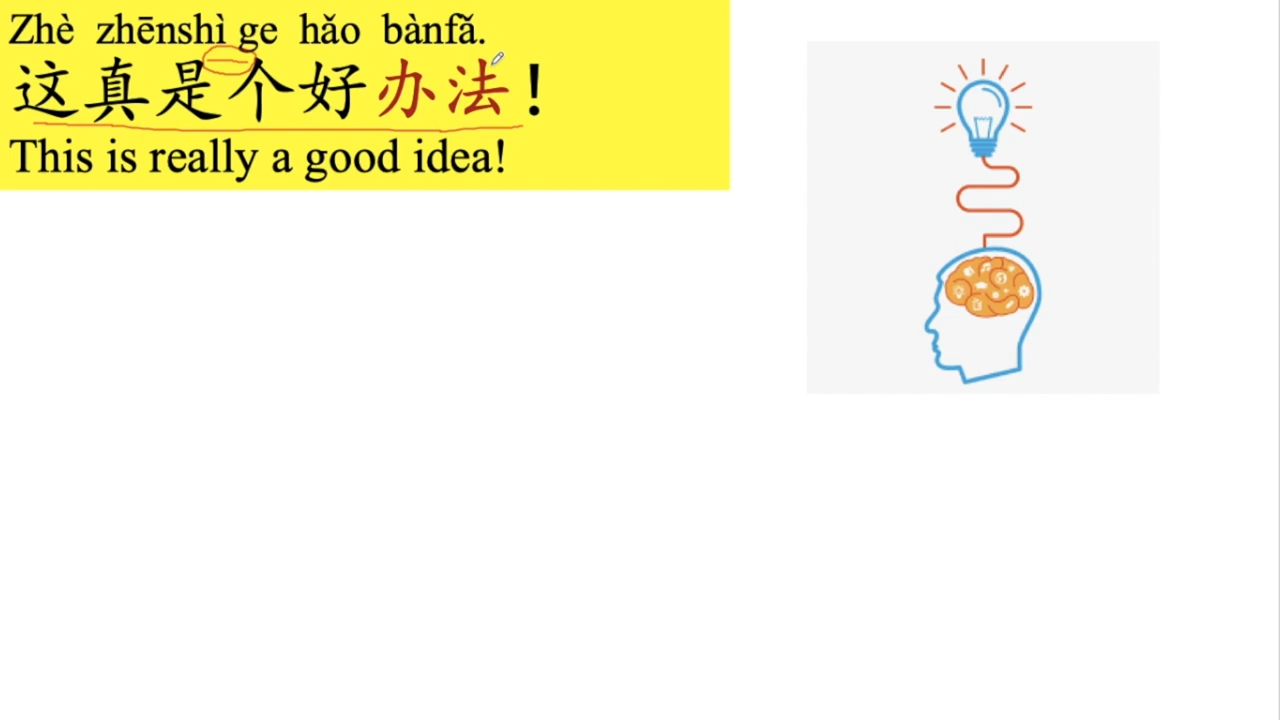 Zhè zhēnshì ge hǎo bànfǎ.
这真是个好办法！
This is really a good idea!